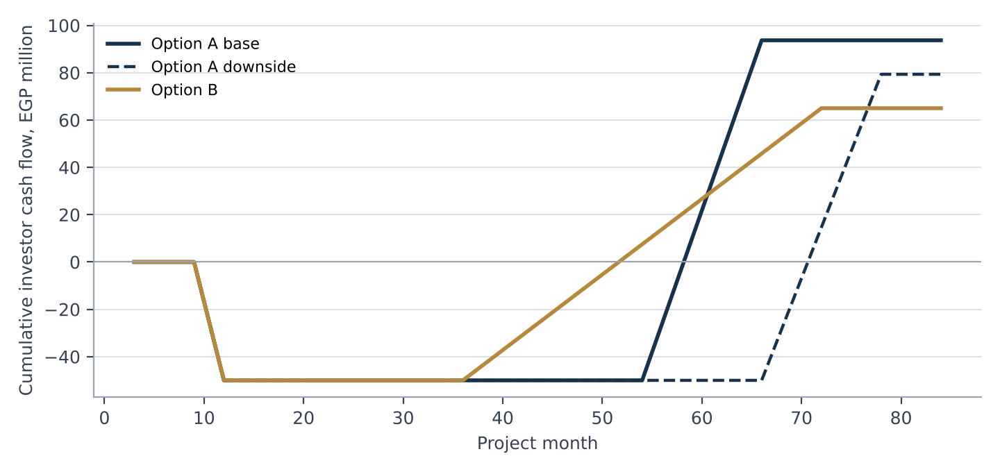 Cumulative investor cash flow, EGP million
100
80
60
40
20
0
−20
−40
Option A base
Option A downside
Option B
0 10 20 30 40 50 60 70 80
Project month